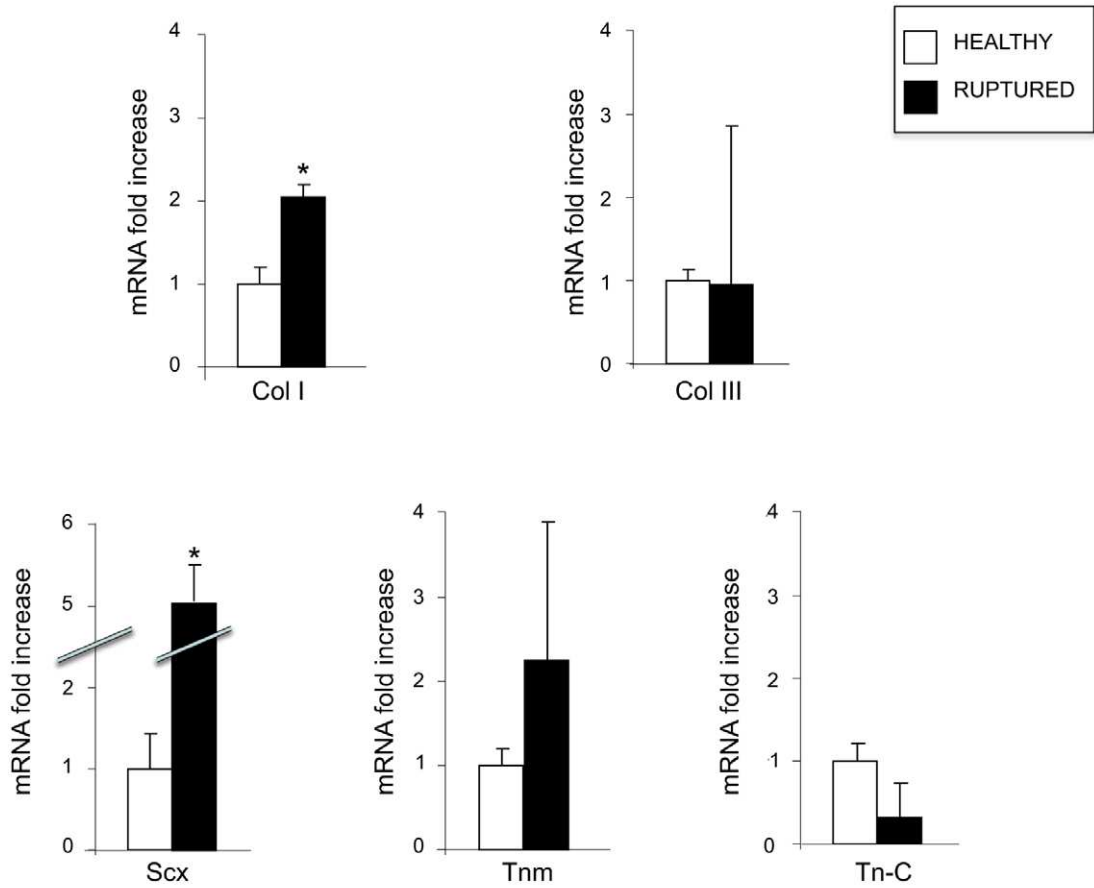 HEALTHY
RUPTURED
mRNA fold increase
4
3
2
1
0
*
Col I
mRNA fold increase
4
3
2
1
0
Col III
mRNA fold increase
6
5
2
1
0
*
Scx
mRNA fold increase
4
3
2
1
0
Tnm
mRNA fold increase
4
3
2
1
0
Tn-C